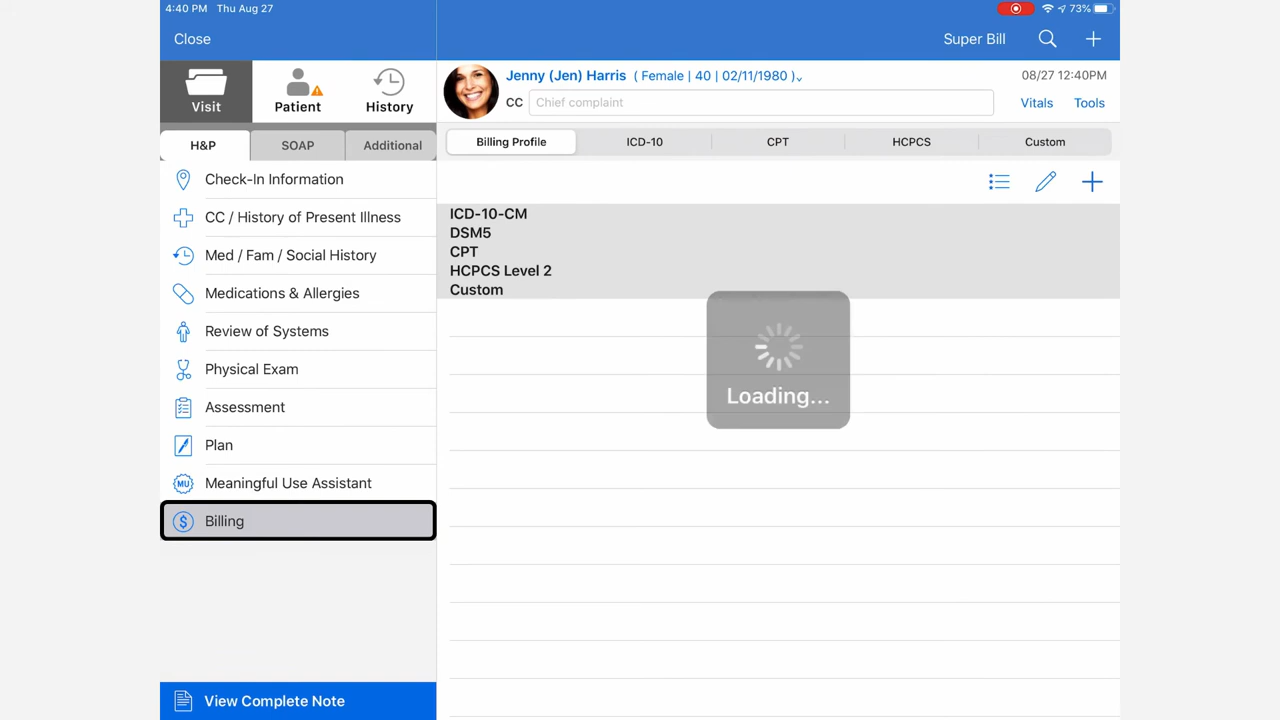 4:40 PM Thu Aug 27 73%
Close Super Bill
Visit Patient History
Jenny (Jen) Harris ( Female | 40 | 02/11/1980 ) 08/27 12:40PM
CC Chief complaint Vitals Tools
H&P SOAP Additional
Billing Profile ICD-10 CPT HCPCS Custom
Check-In Information
CC / History of Present Illness
Med / Fam / Social History
Medications & Allergies
Review of Systems
Physical Exam
Assessment
Plan
MU Meaningful Use Assistant
$ Billing
View Complete Note
ICD-10-CM
DSM5
CPT
HCPCS Level 2
Custom
Loading...